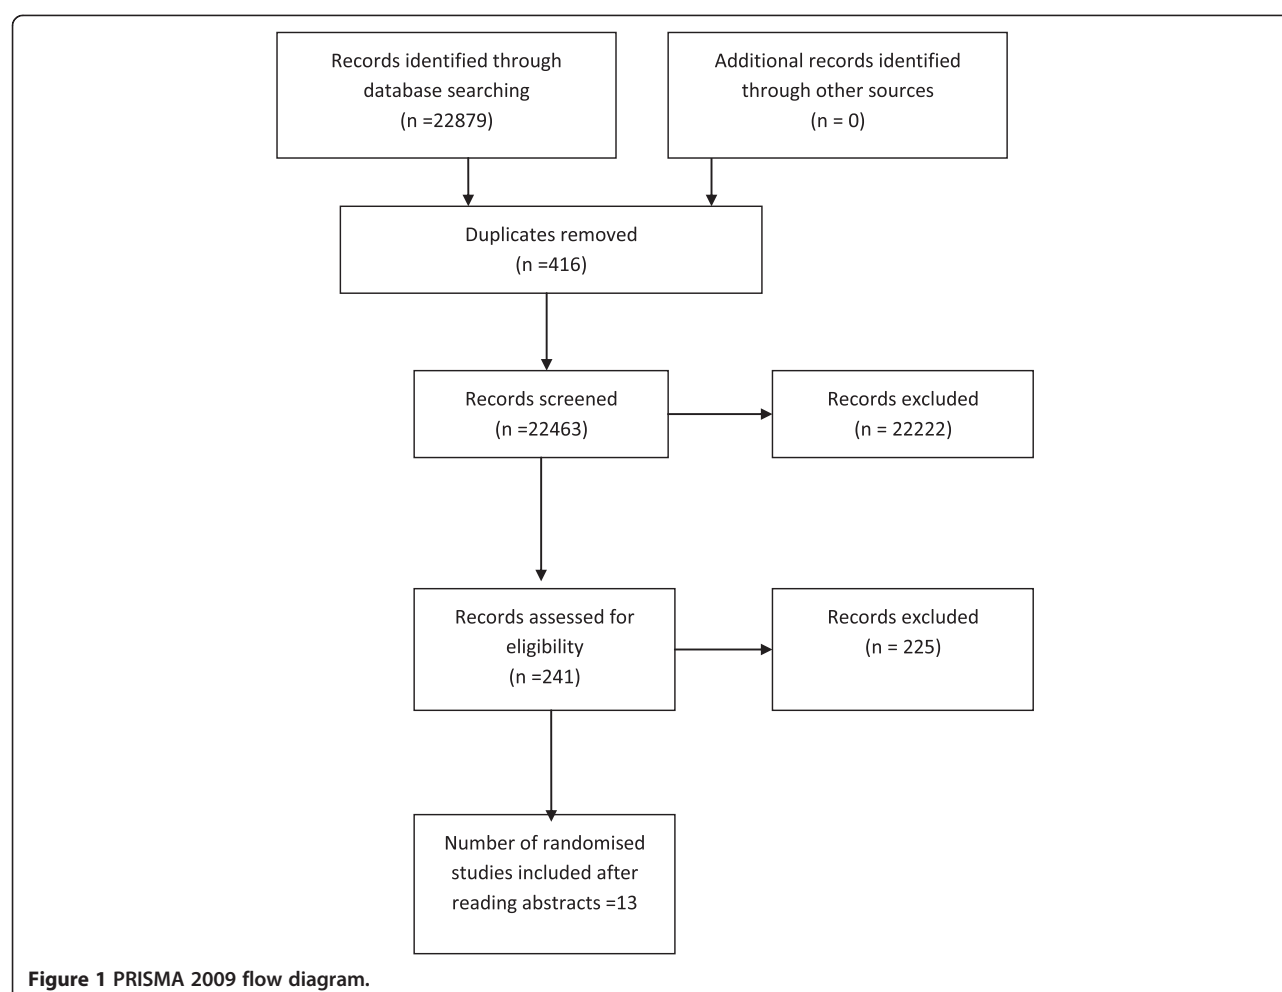 Records identified through
database searching
(n =22879)
Additional records identified
through other sources
(n = 0)
Duplicates removed
(n =416)
Records screened
(n =22463)
Records excluded
(n = 22222)
Records assessed for
eligibility
(n =241)
Records excluded
(n = 225)
Number of randomised
studies included after
reading abstracts =13
Figure 1 PRISMA 2009 flow diagram.